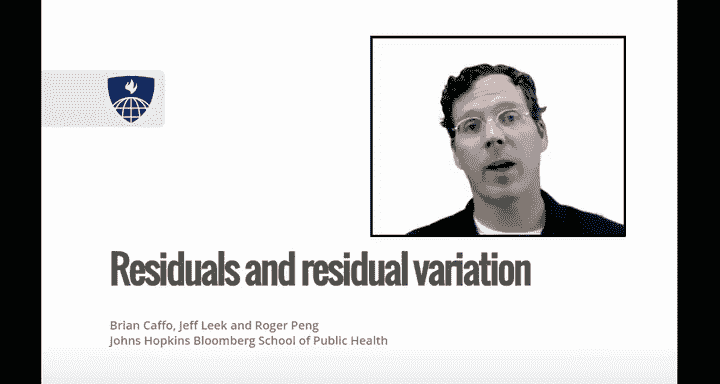 Residuals and residual variation
Brian Caffo, Jeff Leek and Roger Peng
Johns Hopkins Bloomberg School of Public Health